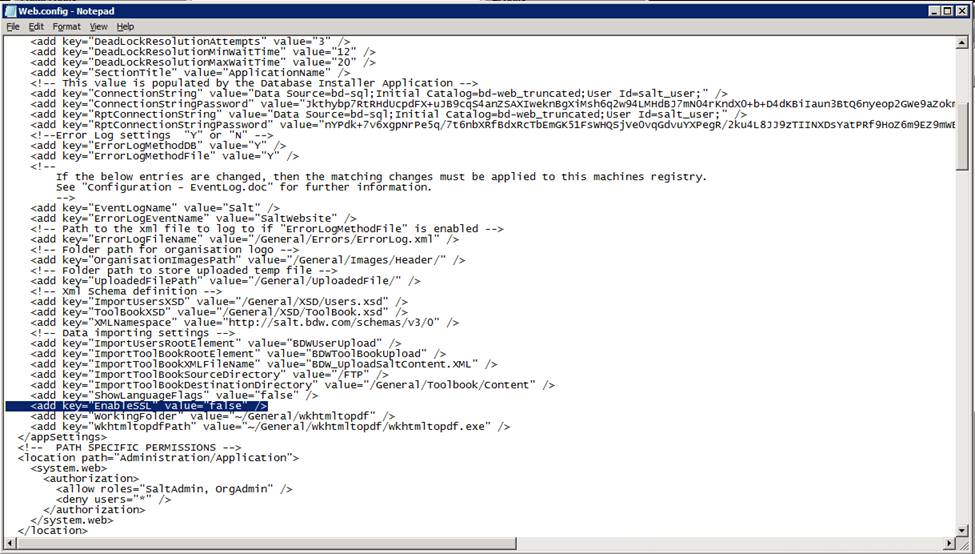 Web.config - Notepad
File Edit Format View Help
<add key="DeadLockResolutionAttempts" value="3" />
<add key="DeadLockResolutionMinWaitTime" value="12" />
<add key="DeadLockResolutionMaxWaitTime" value="20" />
<add key="SectionTitle" value="ApplicationName" />
<!-- This value is populated by the Database Installer Application -->
<add key="ConnectionString" value="Data Source=bd-sql;Initial Catalog=bd-web_truncated;User Id=salt_user;" />
<add key="ConnectionStringPassword" value="
<add key="RptConnectionString" value="Data Source=bd-sql;Initial Catalog=bd-web_truncated;User Id=salt_user;" />
<add key="RptConnectionStringPassword" value="
<!--Error Log settings "Y" or "N" -->
<add key="ErrorLogMethodDB" value="Y" />
<add key="ErrorLogMethodFile" value="Y" />
<!--
If the below entries are changed, then the matching changes must be applied to this machines registry.
See "Configuration - EventLog.doc" for further information.
-->
<add key="EventLogName" value="Salt" />
<add key="ErrorLogEventName" value="SaltWebsite" />
<!-- Path to the xml file to log to if "ErrorLogMethodFile" is enabled -->
<add key="ErrorLogFileName" value="/General/Errors/ErrorLog.xml" />
<!-- Folder path for organisation logo -->
<add key="OrganisationImagesPath" value="/General/Images/Header/" />
<!-- Folder path to store uploaded temp file -->
<add key="UploadedFilePath" value="/General/UploadedFile/" />
<!-- Xml Schema definition -->
<add key="ImportUsersXSD" value="/General/XSD/Users.xsd" />
<add key="ToolBookXSD" value="/General/XSD/ToolBook.xsd" />
<add key="XMLNamespace" value="http://salt.bdw.com/schemas/v3/0" />
<!-- Data importing settings -->
<add key="ImportUsersRootElement" value="BDWUserUpload" />
<add key="ImportToolBookRootElement" value="BDWToolBookUpload" />
<add key="ImportToolBookXMLFileName" value="BDW_UploadSaltContent.XML" />
<add key="ImportToolBookSourceDirectory" value="/FTP" />
<add key="ImportToolBookDestinationDirectory" value="/General/Toolbook/Content" />
<add key="ShowLanguageFlags" value="false" />
<add key="EnableSSL" value="false" />
<add key="WorkingFolder" value="~/General/wkhtmltopdf" />
<add key="WkhtmltopdfPath" value="~/General/wkhtmltopdf/wkhtmltopdf.exe" />
</appSettings>
<!-- PATH SPECIFIC PERMISSIONS -->
<location path="Administration/Application">
<system.web>
<authorization>
<allow roles="SaltAdmin, OrgAdmin" />
<deny users="*" />
</authorization>
</system.web>
</location>